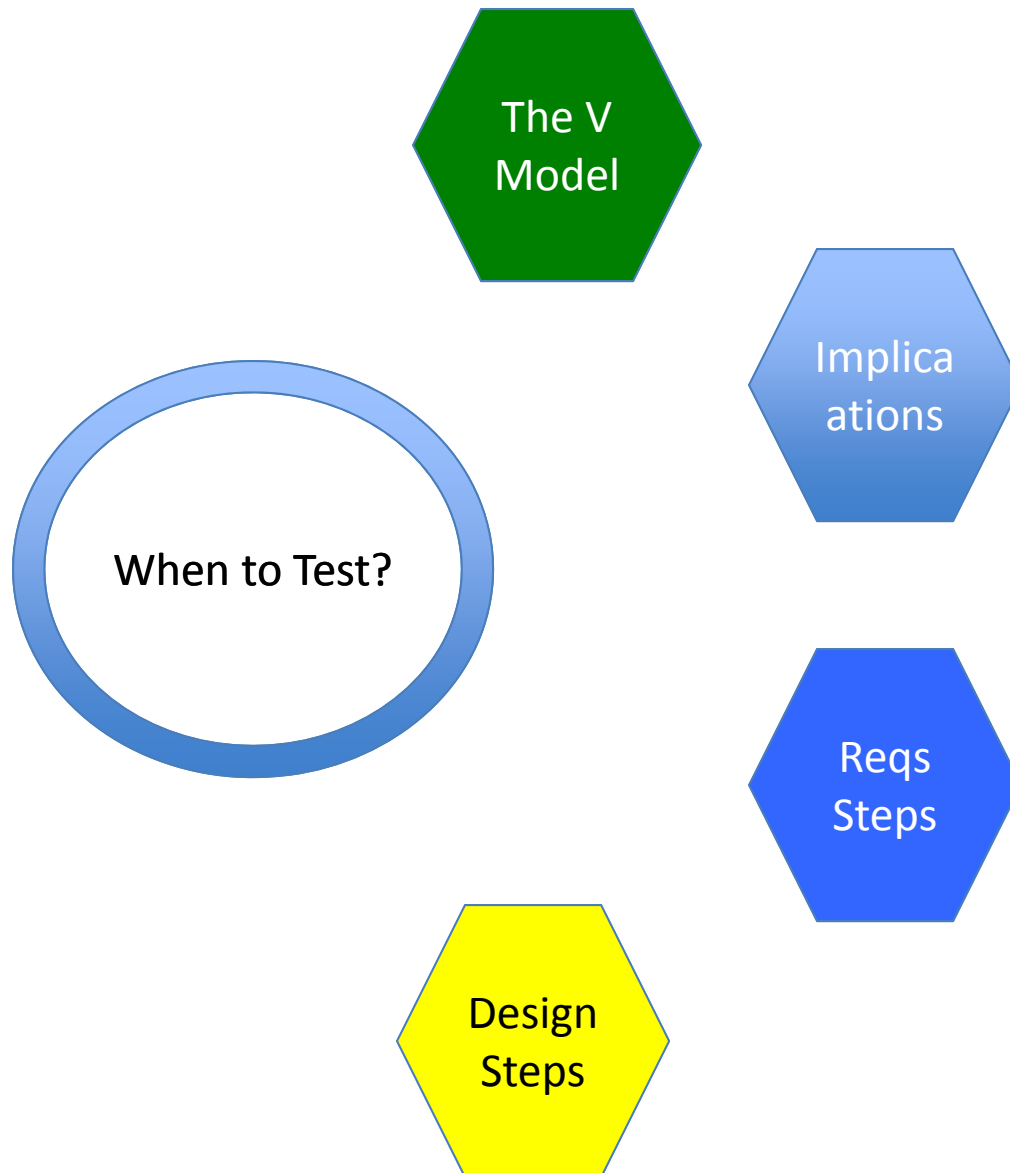 The V
Model
Implica
ations
When to Test?
Reqs
Steps
Design
Steps